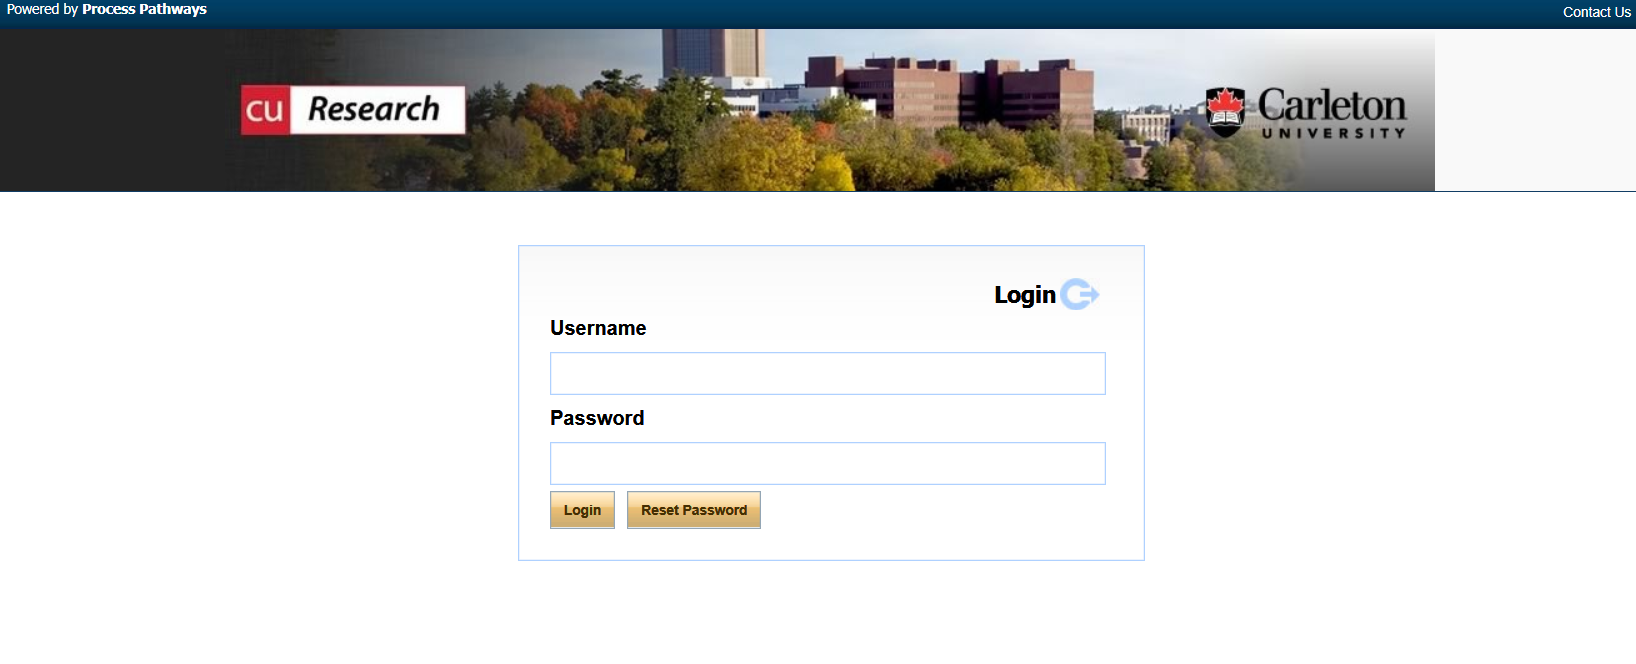 Powered by Process Pathways
Contact Us
cu Research
Carleton
UNIVERSITY
Login
Username
Password
Login Reset Password